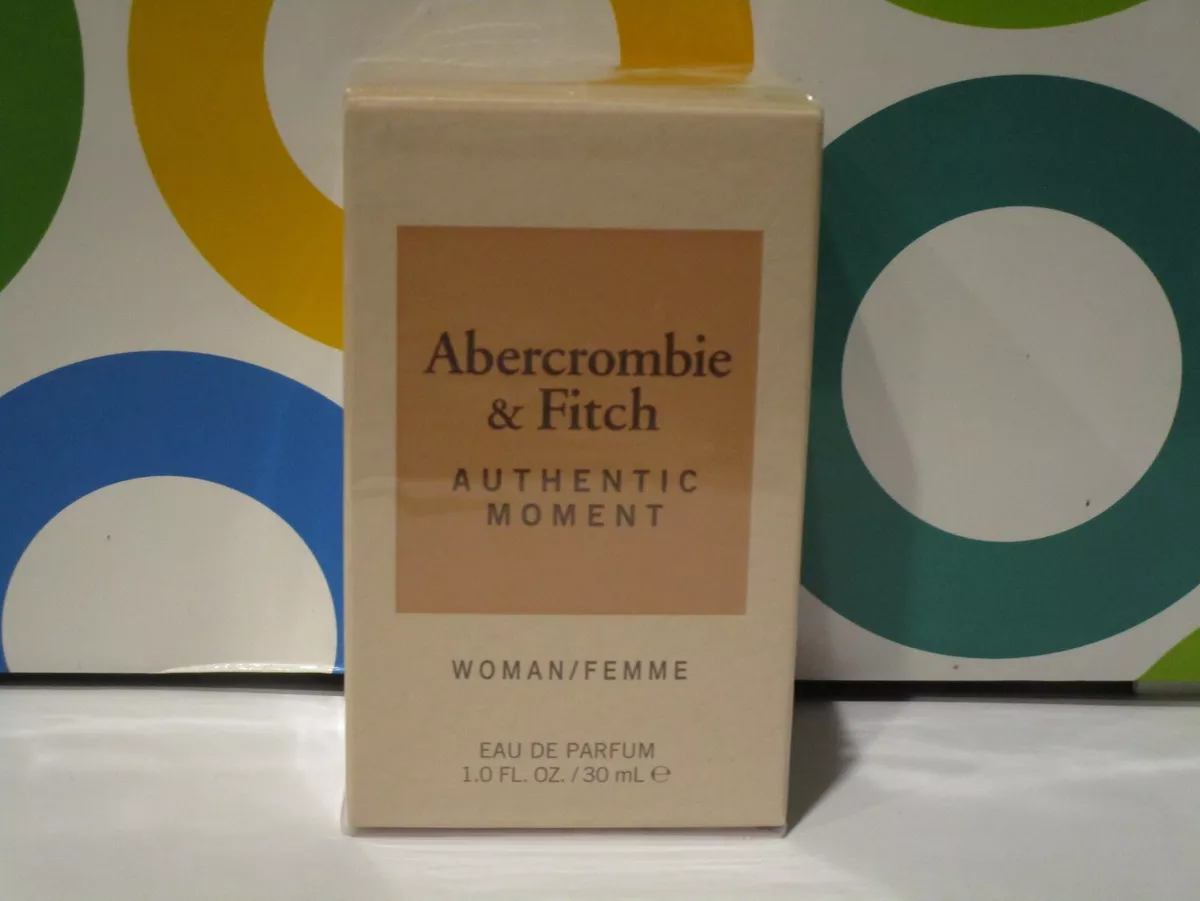 Abercrombie
& Fitch
AUTHENTIC
MOMENT
WOMAN/FEMME
EAU DE PARFUM
1.0 FL. OZ. / 30 mL ℮